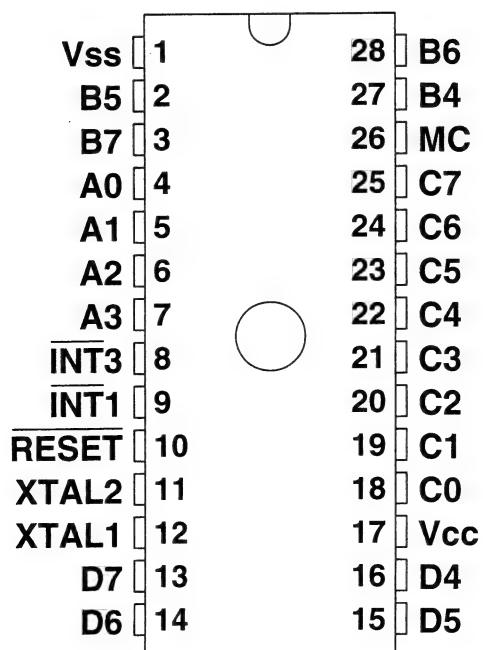 Vss 1 28 B6
B5 2 27 B4
B7 3 26 MC
A0 4 25 C7
A1 5 24 C6
A2 6 23 C5
A3 7 22 C4
INT3 8 21 C3
INT1 9 20 C2
RESET 10 19 C1
XTAL2 11 18 C0
XTAL1 12 17 Vcc
D7 13 16 D4
D6 14 15 D5